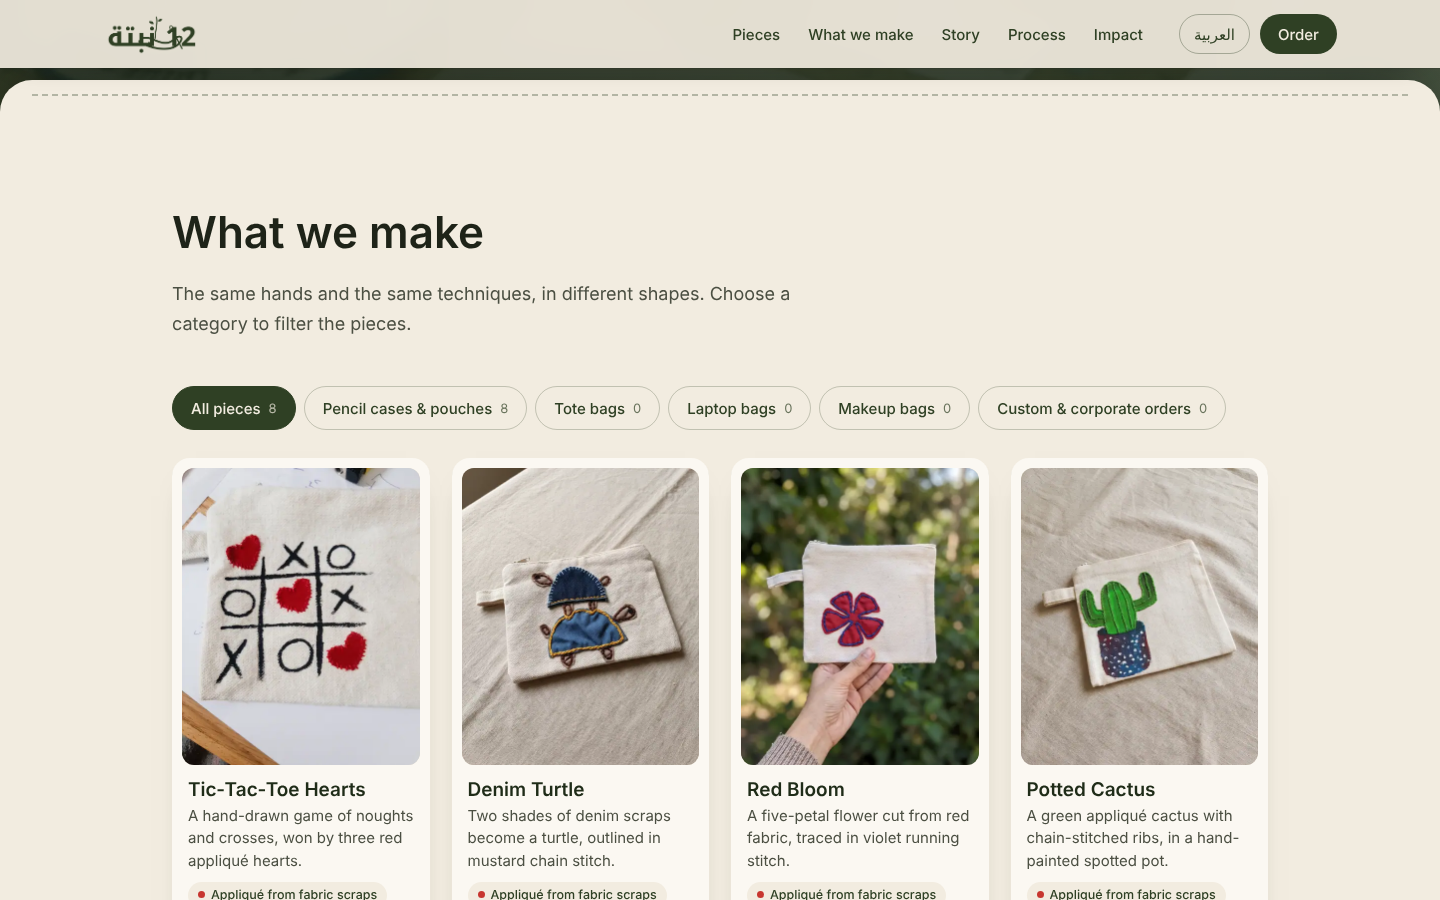 12 نبتة
Pieces What we make Story Process Impact العربية Order
What we make
The same hands and the same techniques, in different shapes. Choose a
category to filter the pieces.
All pieces 8 Pencil cases & pouches 8 Tote bags 0 Laptop bags 0 Makeup bags 0 Custom & corporate orders 0
X O
O X
X O
Tic-Tac-Toe Hearts
A hand-drawn game of noughts
and crosses, won by three red
appliqué hearts.
Appliqué from fabric scraps
Denim Turtle
Two shades of denim scraps
become a turtle, outlined in
mustard chain stitch.
Appliqué from fabric scraps
Red Bloom
A five-petal flower cut from red
fabric, traced in violet running
stitch.
Appliqué from fabric scraps
Potted Cactus
A green appliqué cactus with
chain-stitched ribs, in a hand-
painted spotted pot.
Appliqué from fabric scraps